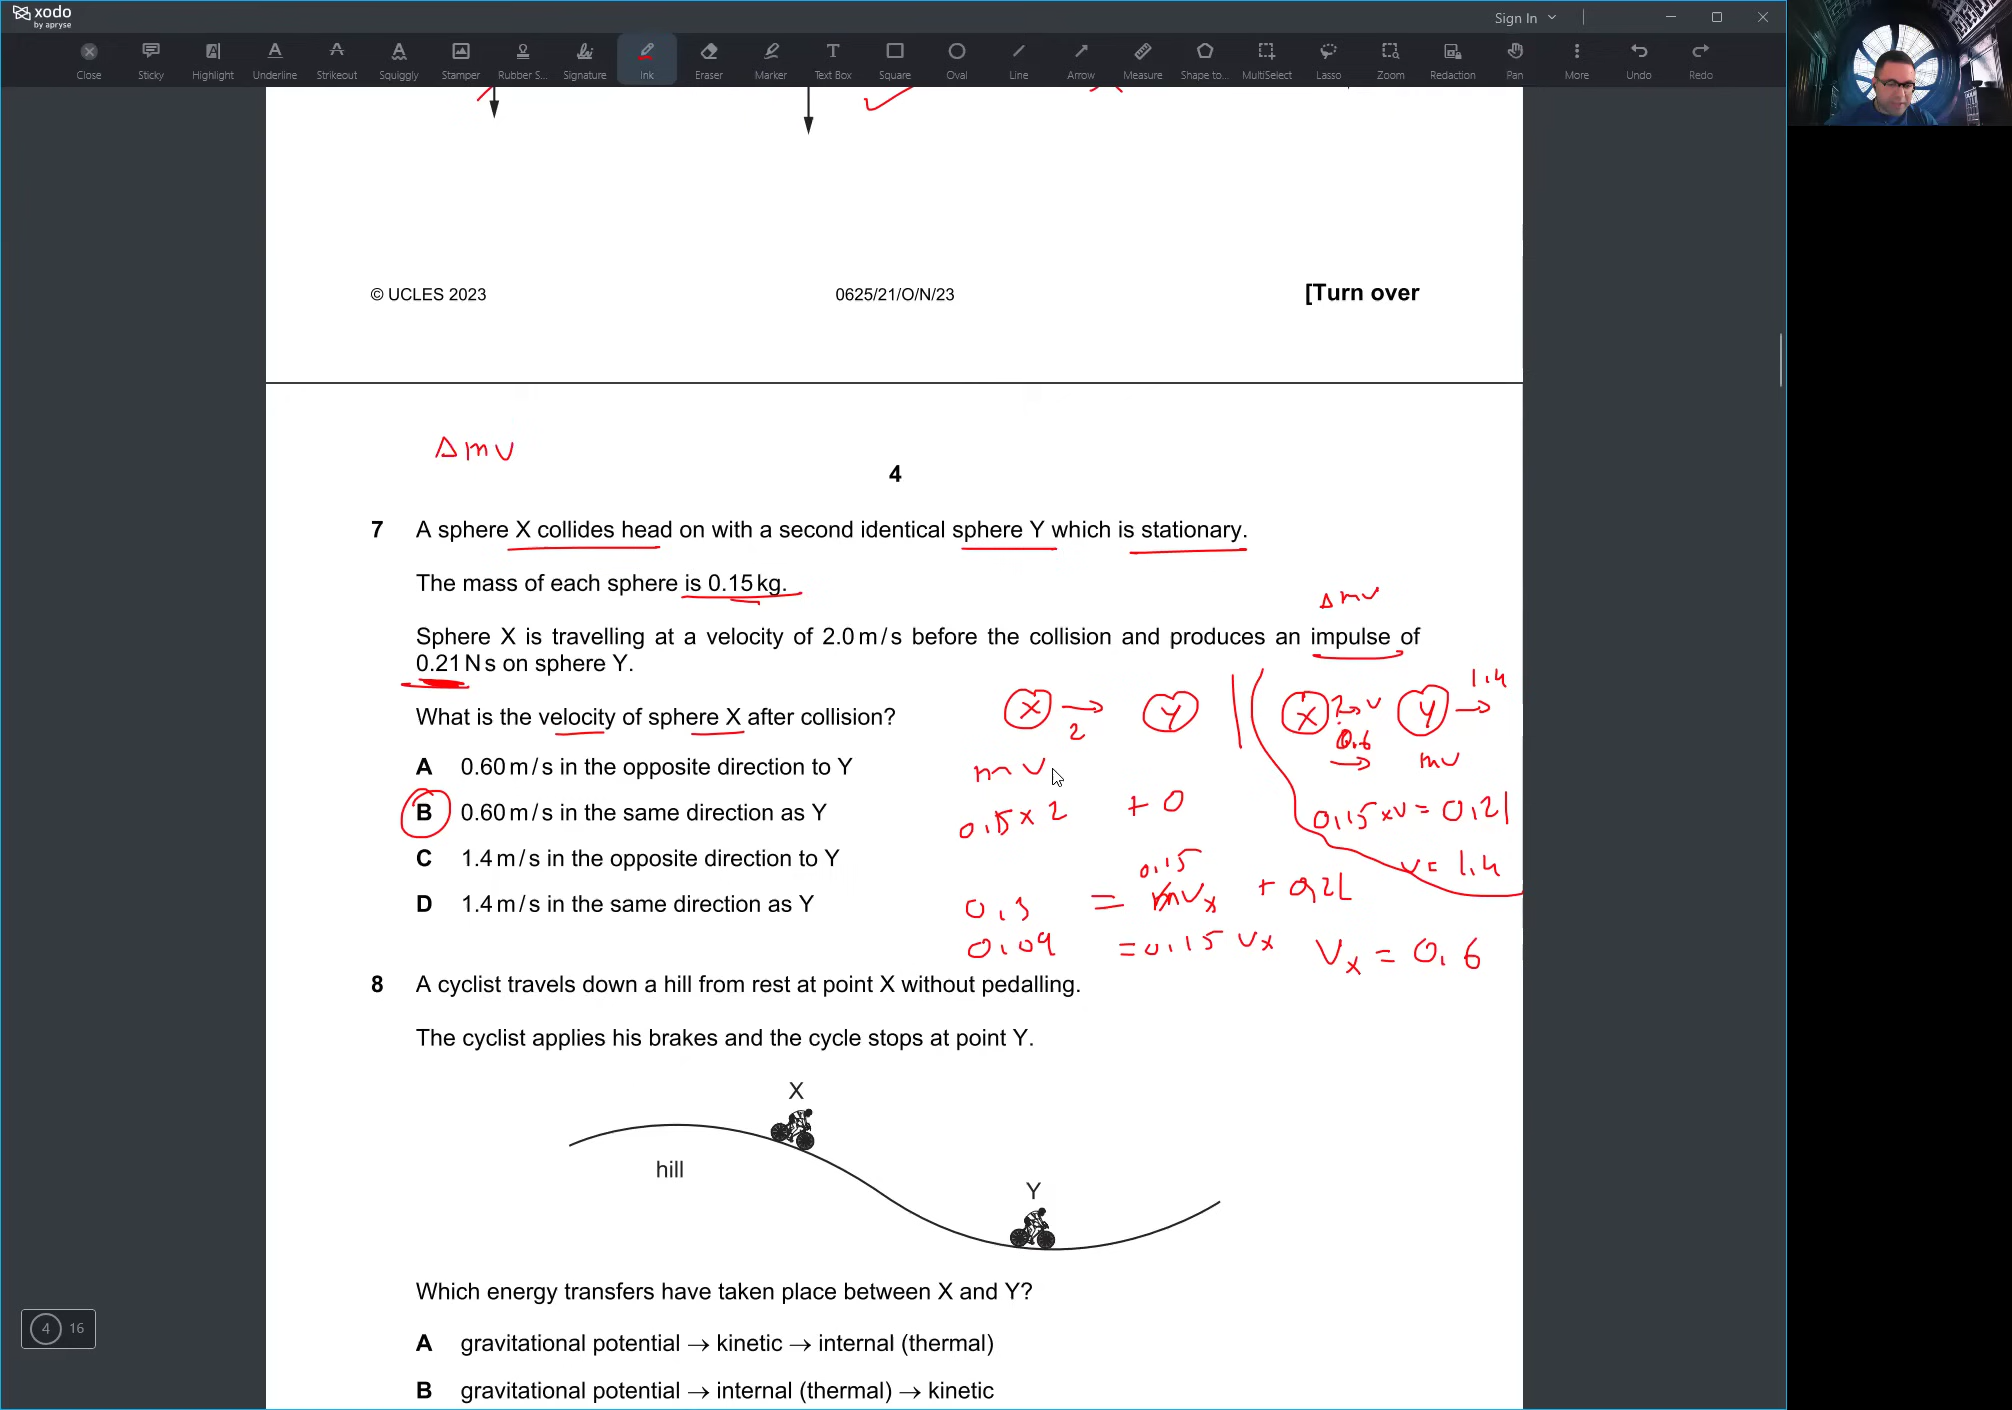 xodo
by apryse
Sign In
Close Sticky Highlight Underline Strikeout Squiggly Stamper Rubber S... Signature Ink Eraser Marker Text Box Square Oval Line Arrow Measure Shape to... MultiSelect Lasso Zoom Redaction Pan More Undo Redo
© UCLES 2023 0625/21/O/N/23 [Turn over
Δmv
4
7 A sphere X collides head on with a second identical sphere Y which is stationary.
The mass of each sphere is 0.15 kg.
Δmv
Sphere X is travelling at a velocity of 2.0 m/s before the collision and produces an impulse of
0.21 N s on sphere Y.
What is the velocity of sphere X after collision?
X → 2 Y
X v Y → 1.4
0.6 →
mv
mv
A 0.60 m/s in the opposite direction to Y
B 0.60 m/s in the same direction as Y
C 1.4 m/s in the opposite direction to Y
D 1.4 m/s in the same direction as Y
0.15 × 2 + 0
0.15 × v = 0.21
v = 1.4
0.15
0.3 = mvx + 0.21
0.09 = 0.15 vx
vx = 0.6
8 A cyclist travels down a hill from rest at point X without pedalling.
The cyclist applies his brakes and the cycle stops at point Y.
X
hill
Y
Which energy transfers have taken place between X and Y?
A gravitational potential → kinetic → internal (thermal)
B gravitational potential → internal (thermal) → kinetic
4 16